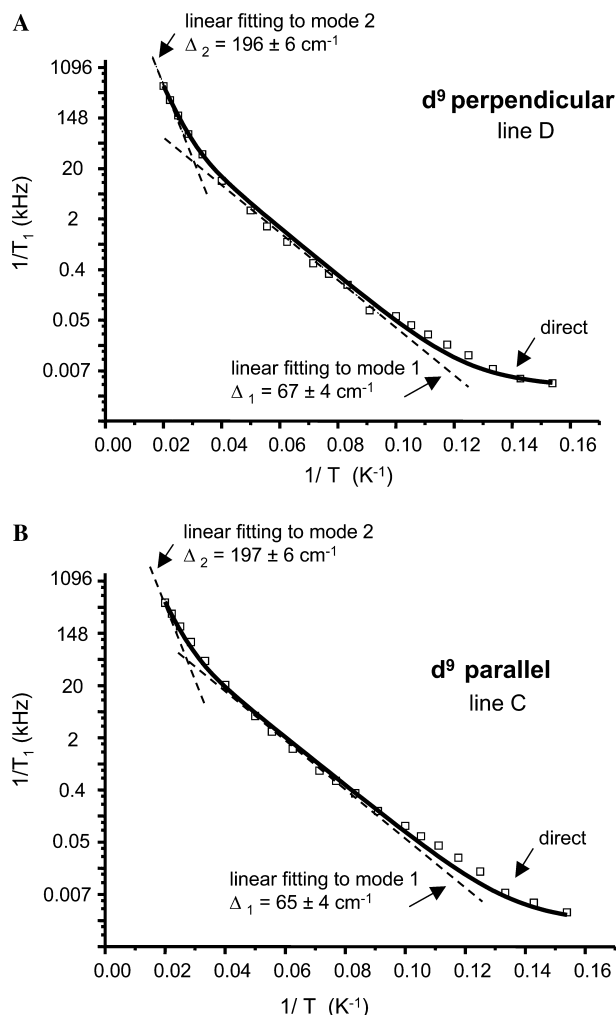 A
linear fitting to mode 2
Δ 2 = 196 ± 6 cm-1
1096
148
20
2
0.4
0.05
0.007
1/T1 (kHz)
d9 perpendicular
line D
direct
linear fitting to mode 1
Δ 1 = 67 ± 4 cm-1
0.00 0.02 0.04 0.06 0.08 0.10 0.12 0.14 0.16
1/ T (K-1)
B
linear fitting to mode 2
Δ 2 = 197 ± 6 cm-1
1096
148
20
2
0.4
0.05
0.007
1/T1 (kHz)
d9 parallel
line C
direct
linear fitting to mode 1
Δ 1 = 65 ± 4 cm-1
0.00 0.02 0.04 0.06 0.08 0.10 0.12 0.14 0.16
1/ T (K-1)